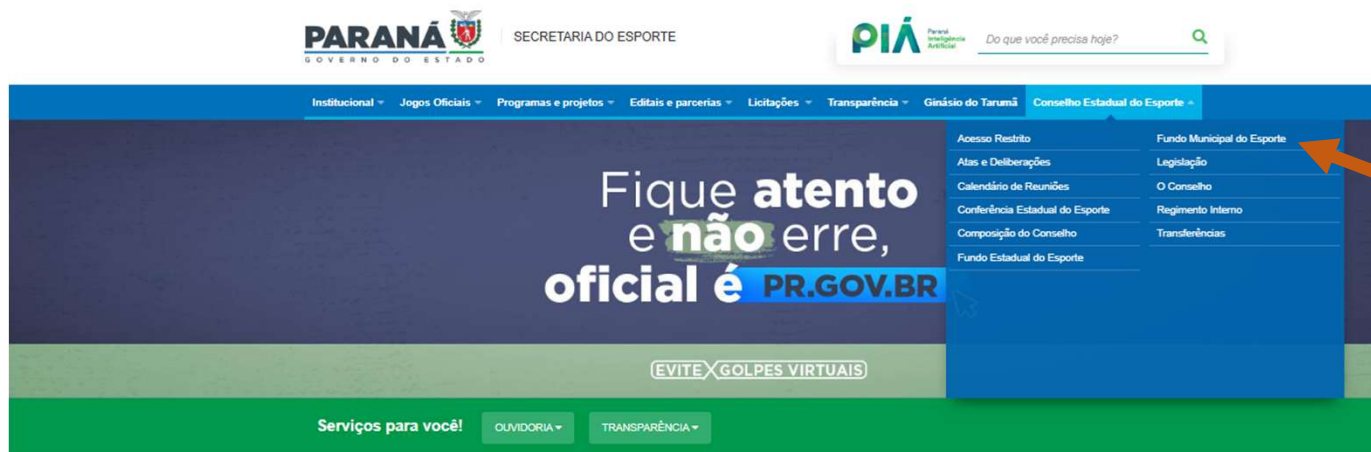 PARANÁ
GOVERNO DO ESTADO
SECRETARIA DO ESPORTE
PIÁ
Paraná
Inteligência
Artificial
Do que você precisa hoje?
Institucional
Jogos Oficiais
Programas e projetos
Editais e parcerias
Licitações
Transparência
Ginásio do Tarumã
Conselho Estadual do Esporte
Acesso Restrito
Atas e Deliberações
Calendário de Reuniões
Conferência Estadual do Esporte
Composição do Conselho
Fundo Estadual do Esporte
Fundo Municipal do Esporte
Legislação
O Conselho
Regimento Interno
Transferências
Fique atento
e não erre,
oficial é PR.GOV.BR
EVITE GOLPES VIRTUAIS
Serviços para você!
OUVIDORIA
TRANSPARÊNCIA